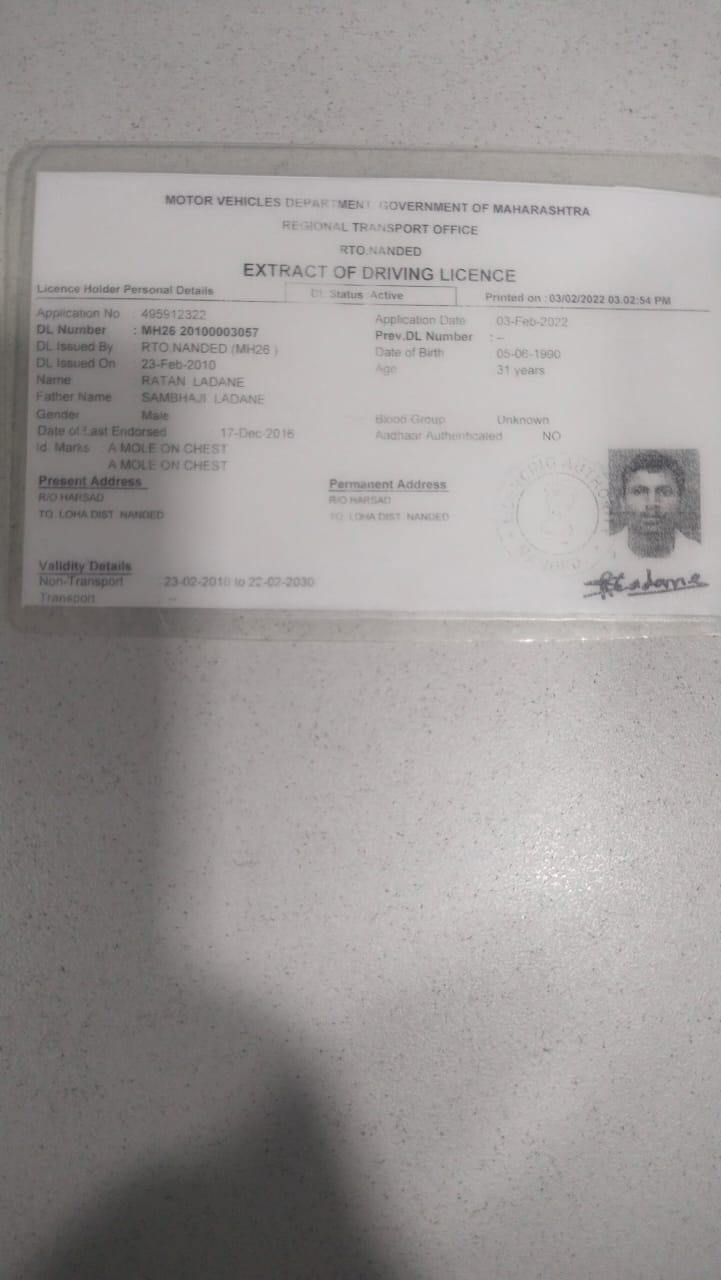 MOTOR VEHICLES DEPARTMENT GOVERNMENT OF MAHARASHTRA
REGIONAL TRANSPORT OFFICE
RTO,NANDED
EXTRACT OF DRIVING LICENCE
Licence Holder Personal Details DL Status Active Printed on : 03/02/2022 03:02:54 PM
Application No : 495912322 Application Date 03-Feb-2022
DL Number : MH26 20100003057 Prev.DL Number : --
DL Issued By : RTO,NANDED (MH26 ) Date of Birth 05-06-1990
DL Issued On 23-Feb-2010 Age 31 years
Name RATAN LADANE
Father Name SAMBHAJI LADANE
Gender Male Blood Group Unknown
Date of Last Endorsed 17-Dec-2016 Aadhaar Authenticated NO
Id. Marks A MOLE ON CHEST
A MOLE ON CHEST
Present Address Permanent Address
R/O HARSAD R/O HARSAD
TQ LOHA DIST NANDED TQ LOHA DIST NANDED
Validity Details
Non-Transport 23-02-2010 to 22-02-2030
Transport --